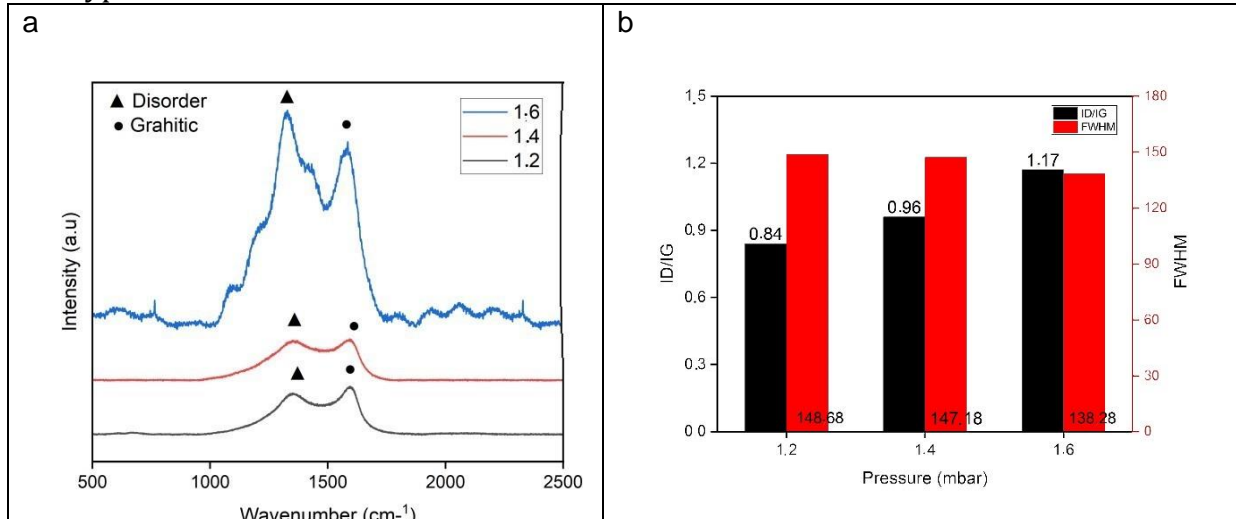 a
▲ Disorder
● Grahitic
1.6
1.4
1.2
Intensity (a.u)
500 1000 1500 2000 2500
Wavenumber (cm-1)
b
ID/IG
FWHM
1.5
1.2
0.9
0.6
0.3
0.0
180
150
120
90
60
30
0
0.84
0.96
1.17
148.68
147.18
138.28
ID/IG
FWHM
1.2 1.4 1.6
Pressure (mbar)